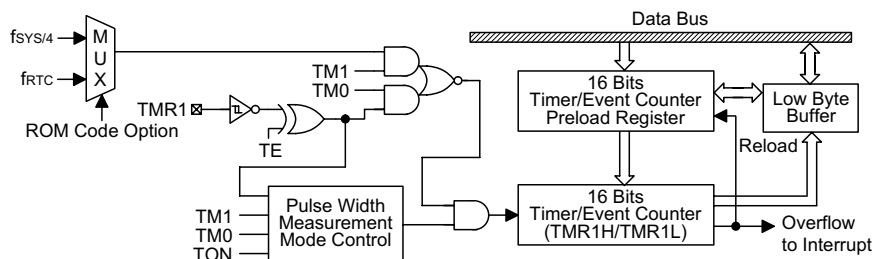 Data Bus
fSYS/4
M
U
X
fRTC
TM1
TM0
TMR1
ROM Code Option
TE
16 Bits
Timer/Event Counter
Preload Register
Low Byte
Buffer
Reload
TM1
TM0
TON
Pulse Width
Measurement
Mode Control
16 Bits
Timer/Event Counter
(TMR1H/TMR1L)
Overflow
to Interrupt